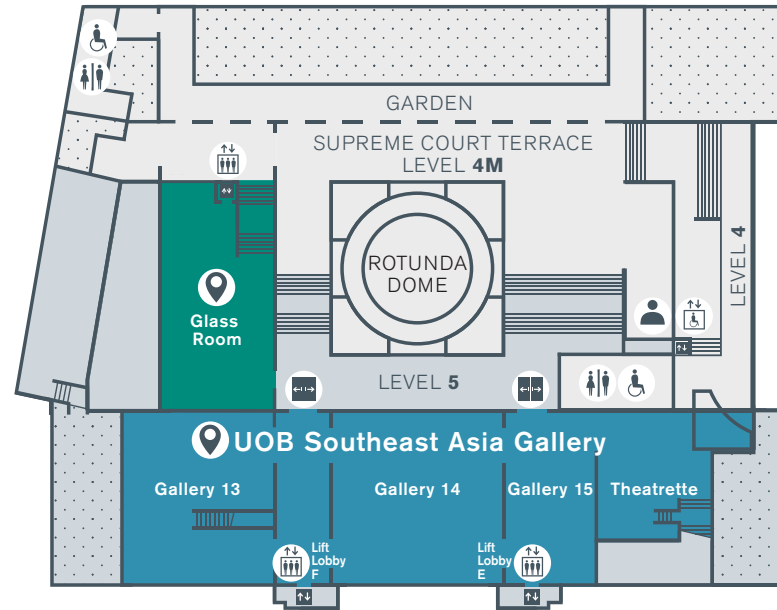 GARDEN
SUPREME COURT TERRACE
LEVEL 4M
ROTUNDA
DOME
LEVEL 4
Glass
Room
LEVEL 5
UOB Southeast Asia Gallery
Gallery 13
Gallery 14
Gallery 15
Theatrette
Lift
Lobby
F
Lift
Lobby
E